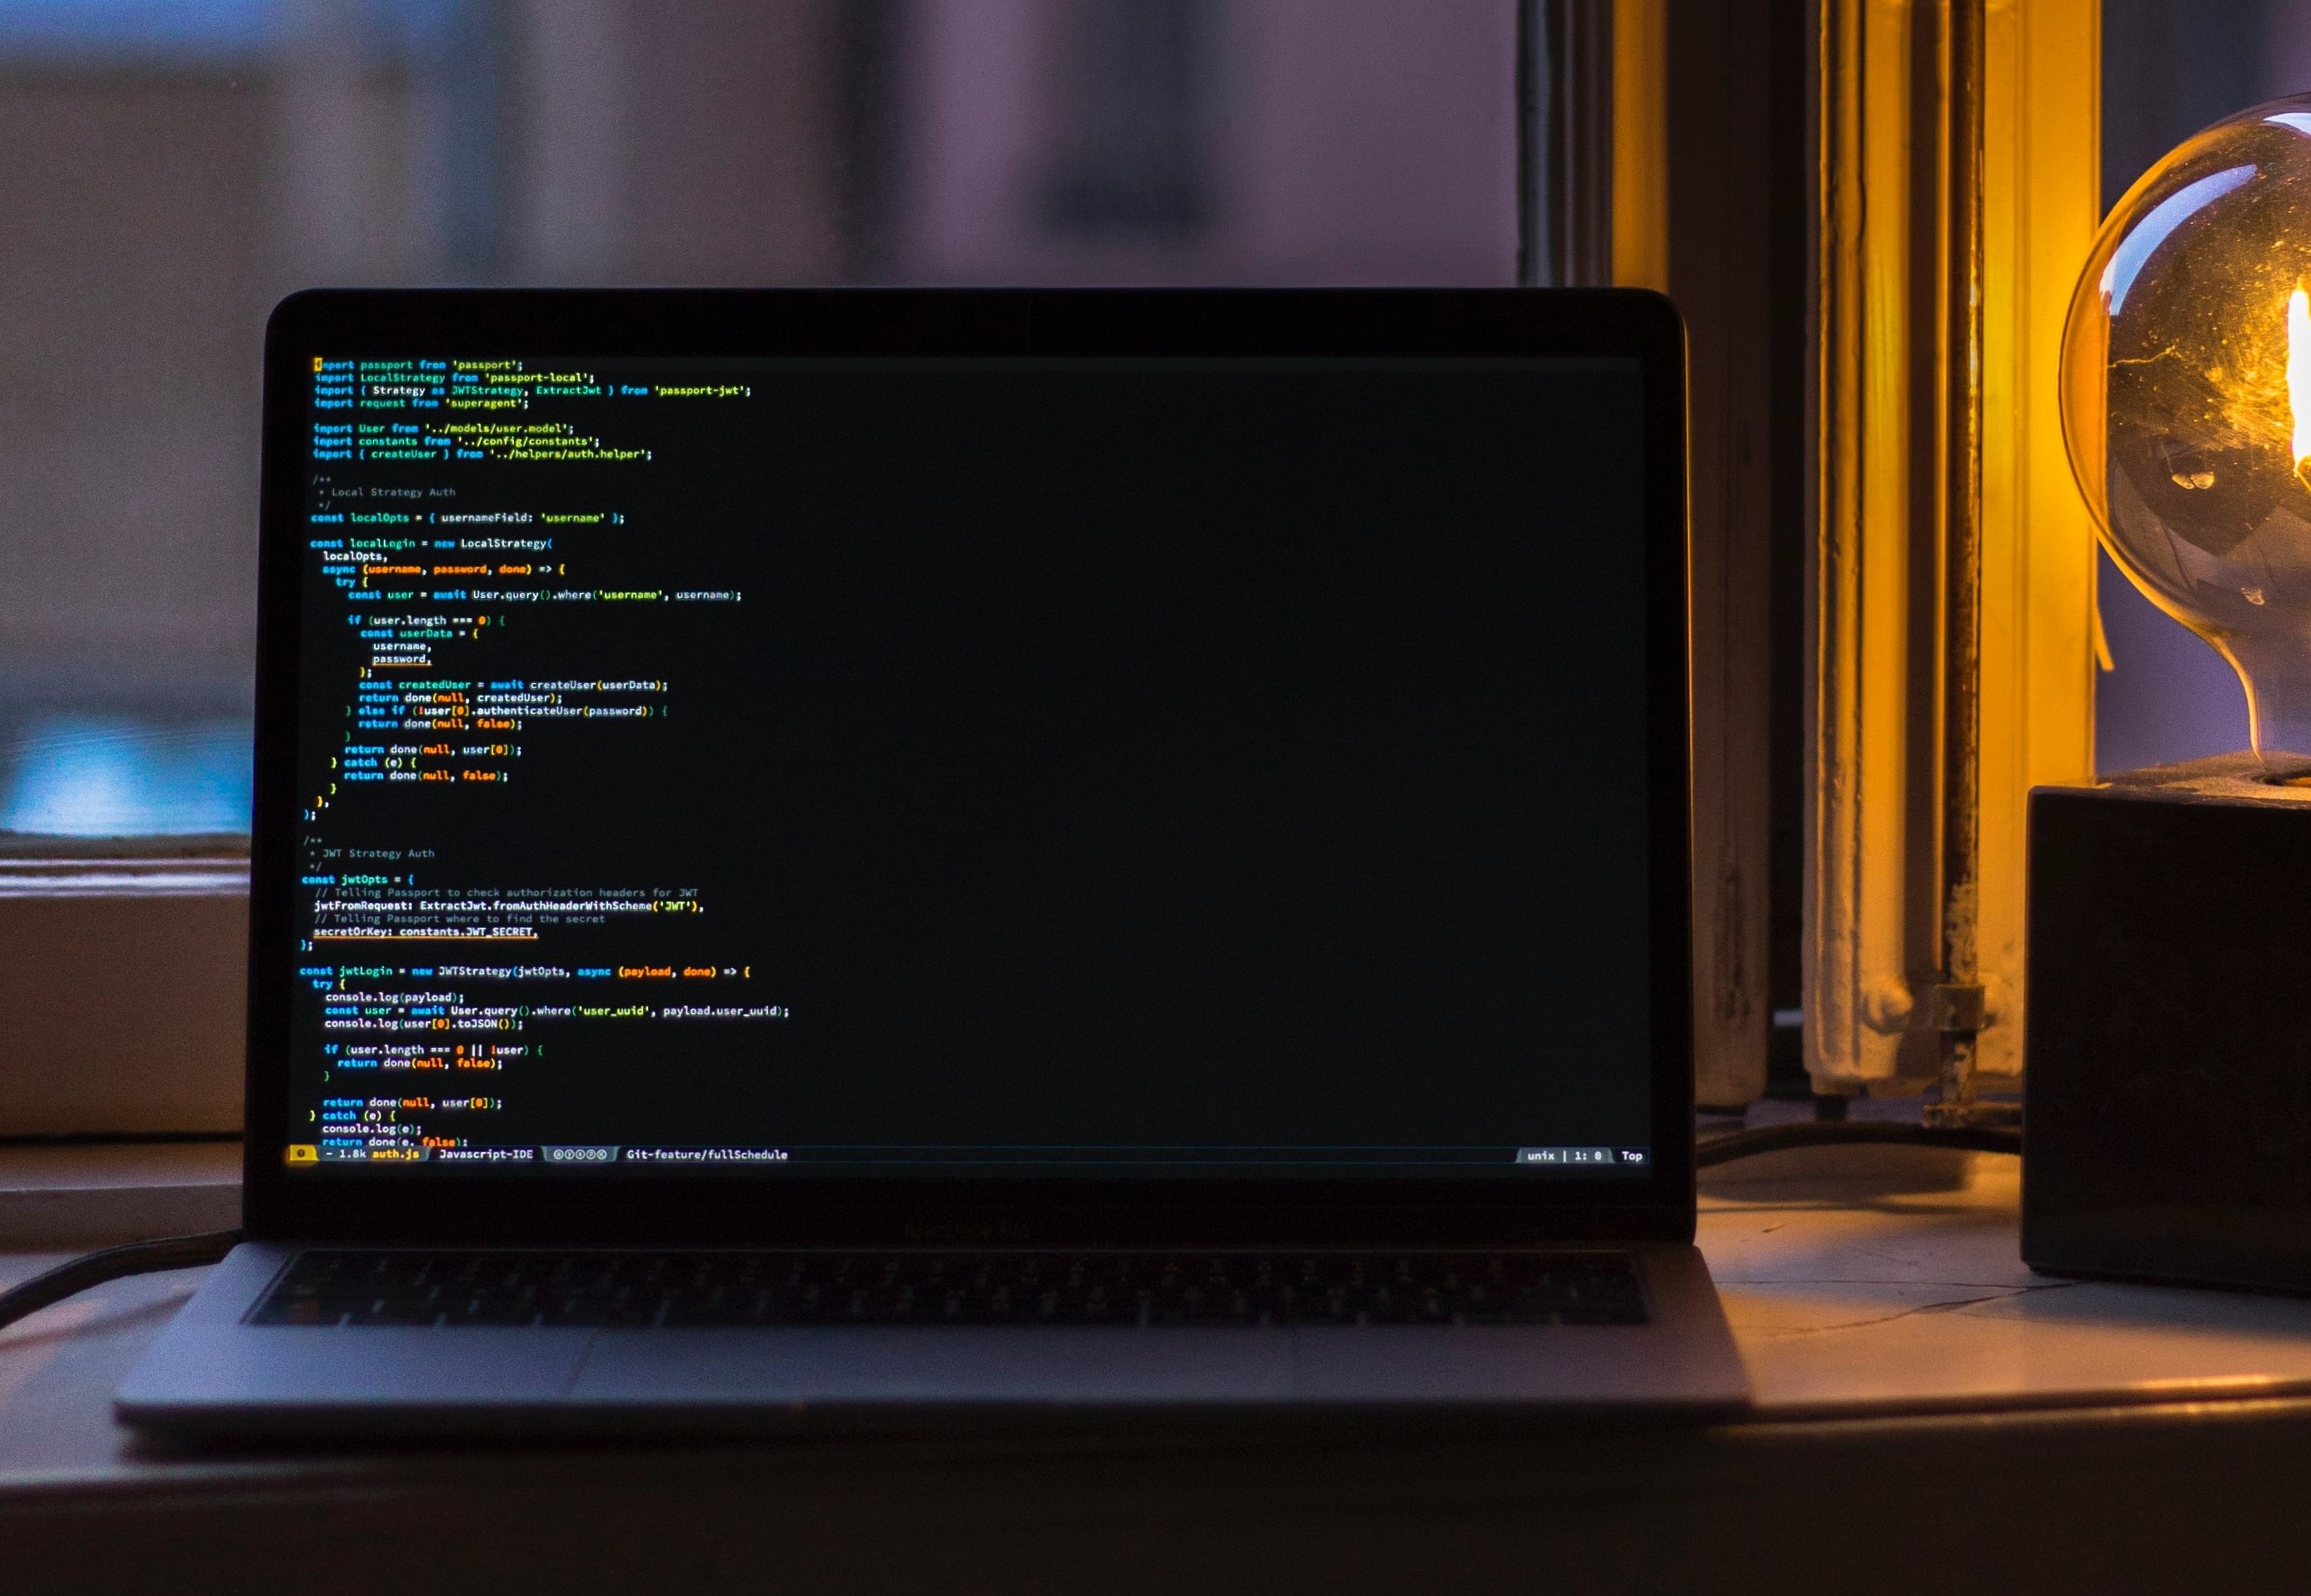 import passport from 'passport';
import LocalStrategy from 'passport-local';
import { Strategy as JWTStrategy, ExtractJwt } from 'passport-jwt';
import request from 'superagent';
import User from '../models/user.model';
import constants from '../config/constants';
import { createUser } from '../helpers/auth.helper';
/**
* Local Strategy Auth
*/
const localOpts = { usernameField: 'username' };
const localLogin = new LocalStrategy(
localOpts,
async (username, password, done) => {
try {
const user = await User.query().where('username', username);
if (user.length === 0) {
const userData = {
username,
password,
};
const createdUser = await createUser(userData);
return done(null, createdUser);
} else if (!user[0].authenticateUser(password)) {
return done(null, false);
}
return done(null, user[0]);
} catch (e) {
return done(null, false);
}
},
);
/**
* JWT Strategy Auth
*/
const jwtOpts = {
// Telling Passport to check authorization headers for JWT
jwtFromRequest: ExtractJwt.fromAuthHeaderWithScheme('JWT'),
// Telling Passport where to find the secret
secretOrKey: constants.JWT_SECRET,
};
const jwtLogin = new JWTStrategy(jwtOpts, async (payload, done) => {
try {
console.log(payload);
const user = await User.query().where('user_uuid', payload.user_uuid);
console.log(user[0].toJSON());
if (user.length === 0 || !user) {
return done(null, false);
}
return done(null, user[0]);
} catch (e) {
console.log(e);
return done(e, false);
- 1.8k auth.js Javascript-IDE Git-feature/fullSchedule unix | 1: 0 Top